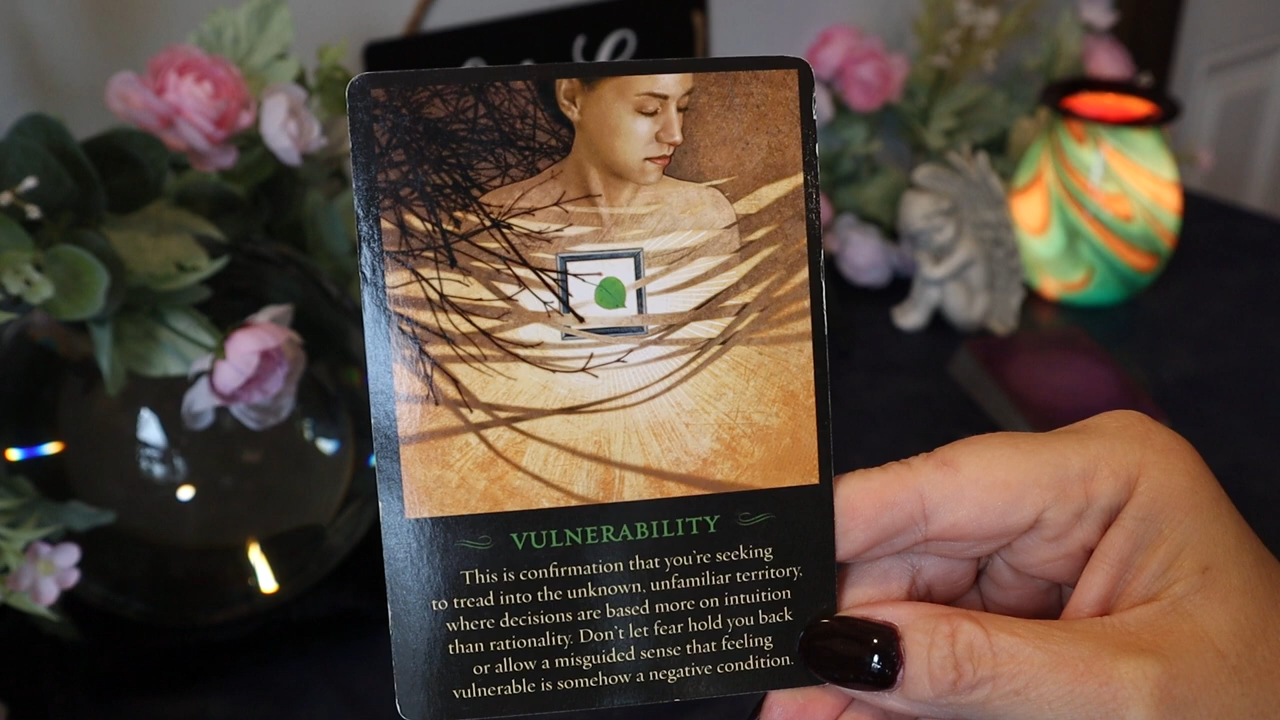 VULNERABILITY
This is confirmation that you're seeking
to tread into the unknown, unfamiliar territory,
where decisions are based more on intuition
than rationality. Don't let fear hold you back
or allow a misguided sense that feeling
vulnerable is somehow a negative condition.